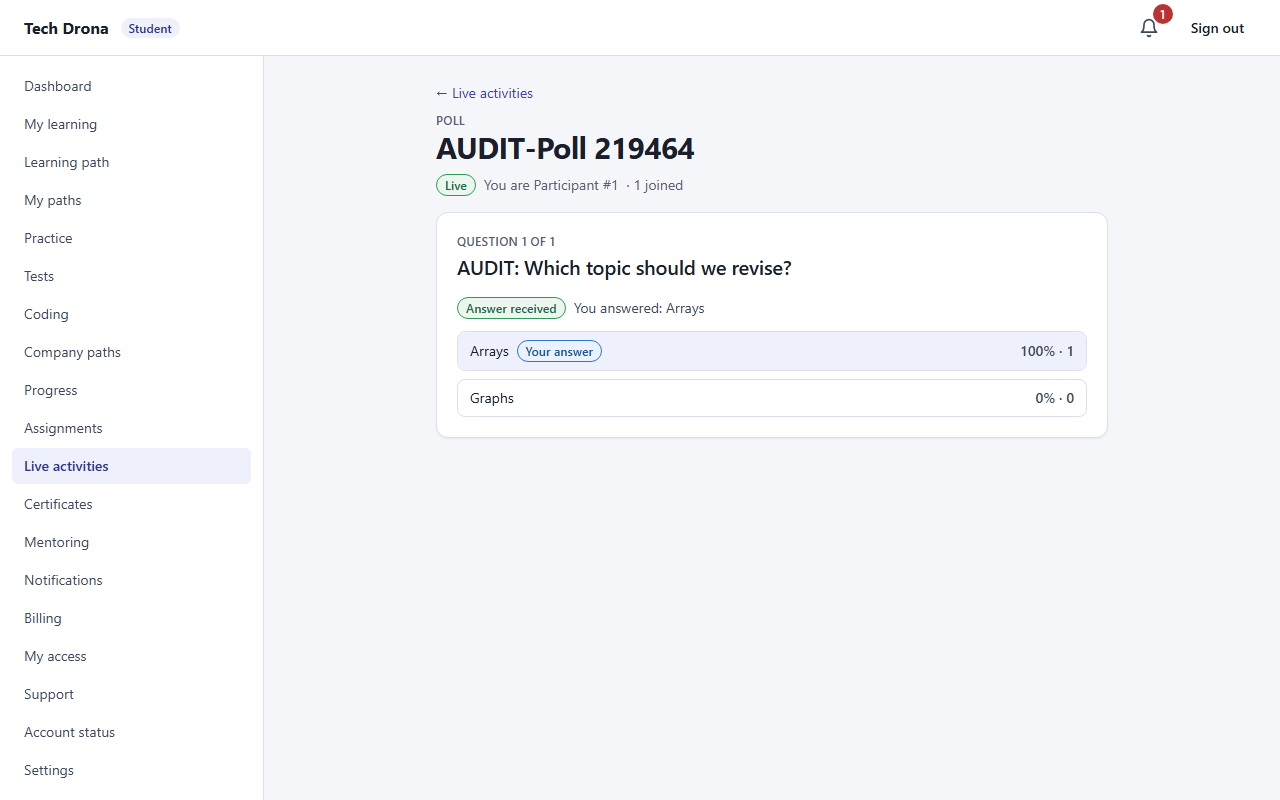 Tech Drona Student 1 Sign out
Dashboard
My learning
Learning path
My paths
Practice
Tests
Coding
Company paths
Progress
Assignments
Live activities
Certificates
Mentoring
Notifications
Billing
My access
Support
Account status
Settings
← Live activities
POLL
AUDIT-Poll 219464
Live You are Participant #1 · 1 joined
QUESTION 1 OF 1
AUDIT: Which topic should we revise?
Answer received You answered: Arrays
Arrays Your answer 100% · 1
Graphs 0% · 0